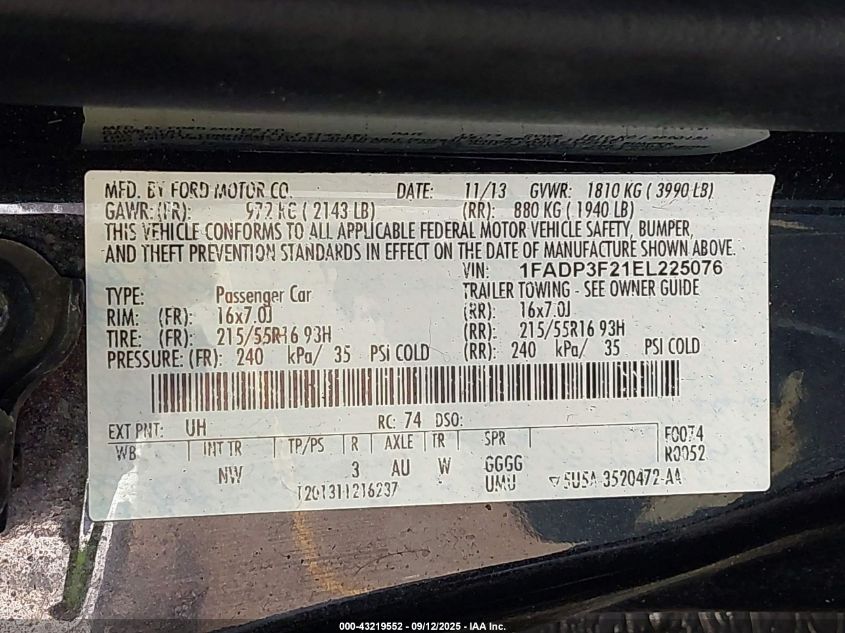 MFD. BY FORD MOTOR CO. DATE: 11/13 GVWR: 1810 KG ( 3990 LB)
GAWR: (FR): 972 KG ( 2143 LB) (RR): 880 KG ( 1940 LB)
THIS VEHICLE CONFORMS TO ALL APPLICABLE FEDERAL MOTOR VEHICLE SAFETY, BUMPER,
AND THEFT PREVENTION STANDARDS IN EFFECT ON THE DATE OF MANUFACTURE SHOWN ABOVE.
VIN: 1FADP3F21EL225076
TYPE: Passenger Car TRAILER TOWING - SEE OWNER GUIDE
RIM: (FR): 16x7.0J (RR): 16x7.0J
TIRE: (FR): 215/55R16 93H (RR): 215/55R16 93H
PRESSURE: (FR): 240 kPa/ 35 PSI COLD (RR): 240 kPa/ 35 PSI COLD
EXT PNT: UH RC: 74 DSO:
WB INT TR TP/PS R AXLE TR SPR F0074
NW 3 AU W GGGG R0052
T201311216237 UMU 5U5A-3520472-AA
000-43219552 - 09/12/2025 - IAA Inc.